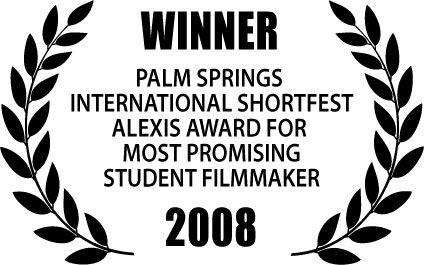 WINNER
PALM SPRINGS
INTERNATIONAL SHORTFEST
ALEXIS AWARD FOR
MOST PROMISING
STUDENT FILMMAKER
2008